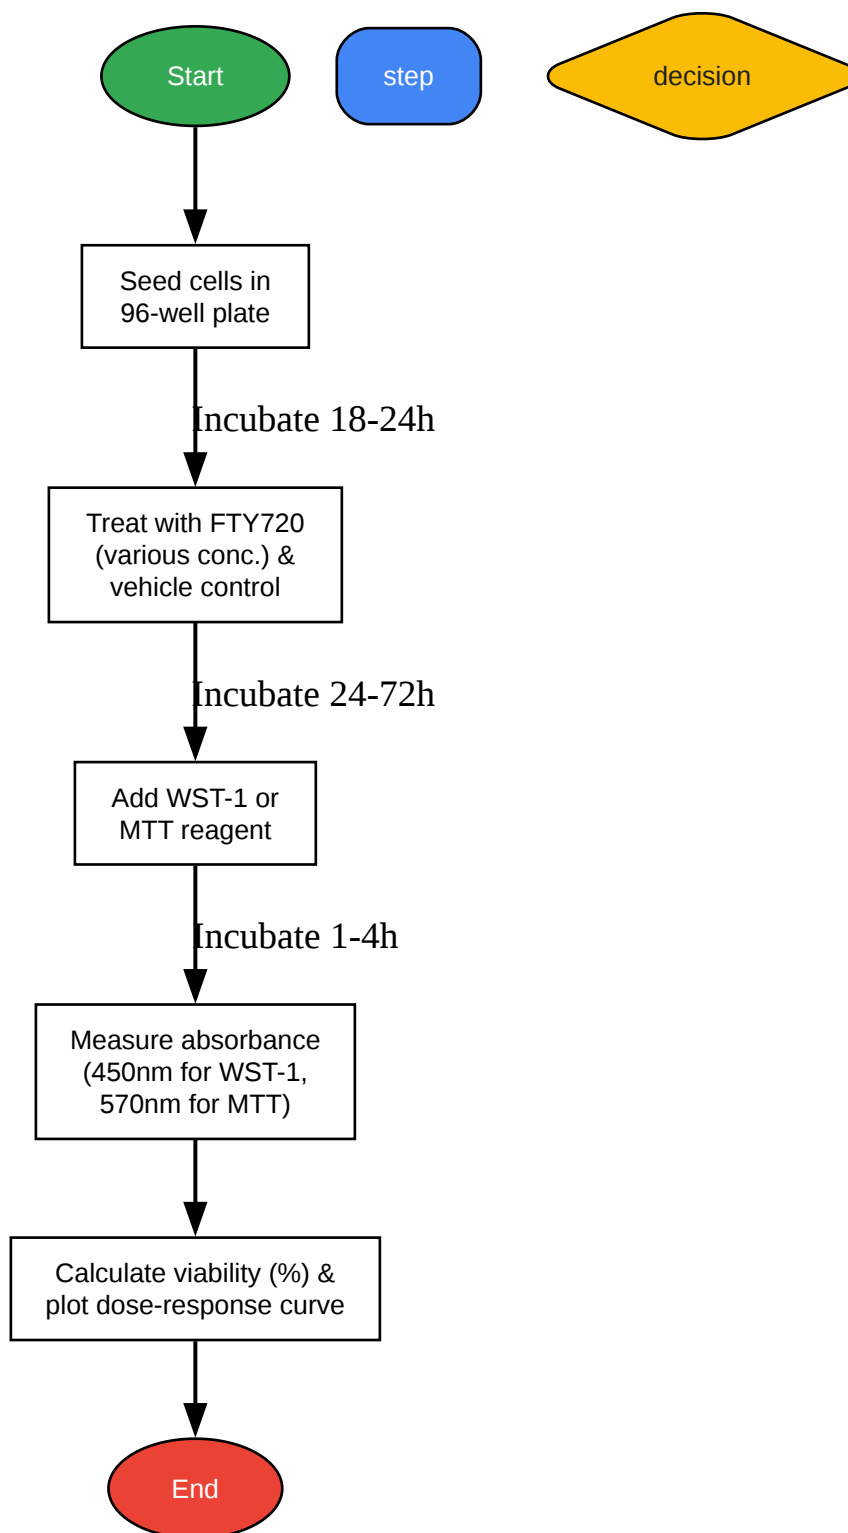 Start
step
decision
Seed cells in
96-well plate
Incubate 18-24h
Treat with FTY720
(various conc.) &
vehicle control
Incubate 24-72h
Add WST-1 or
MTT reagent
Incubate 1-4h
Measure absorbance
(450nm for WST-1,
570nm for MTT)
Calculate viability (%) &
plot dose-response curve
End